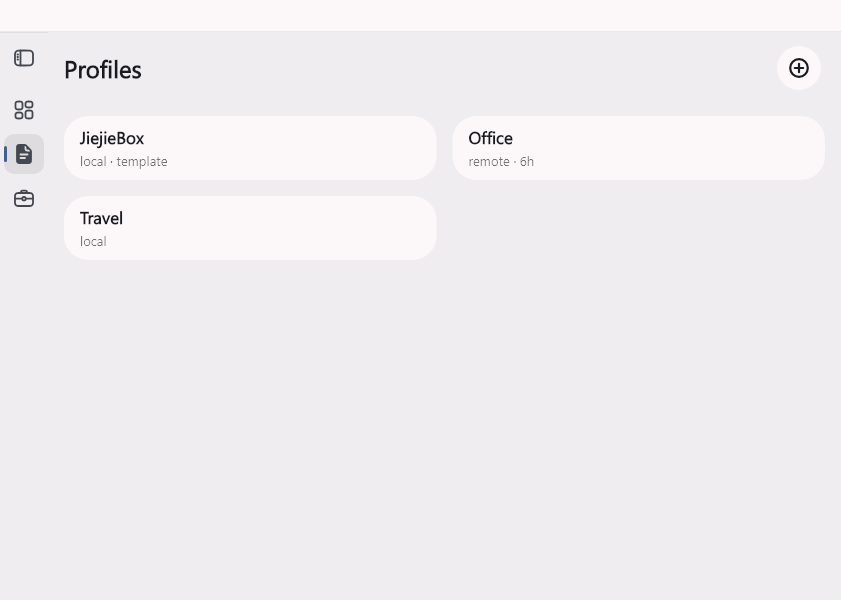 Profiles
JiejieBox
local · template
Office
remote · 6h
Travel
local